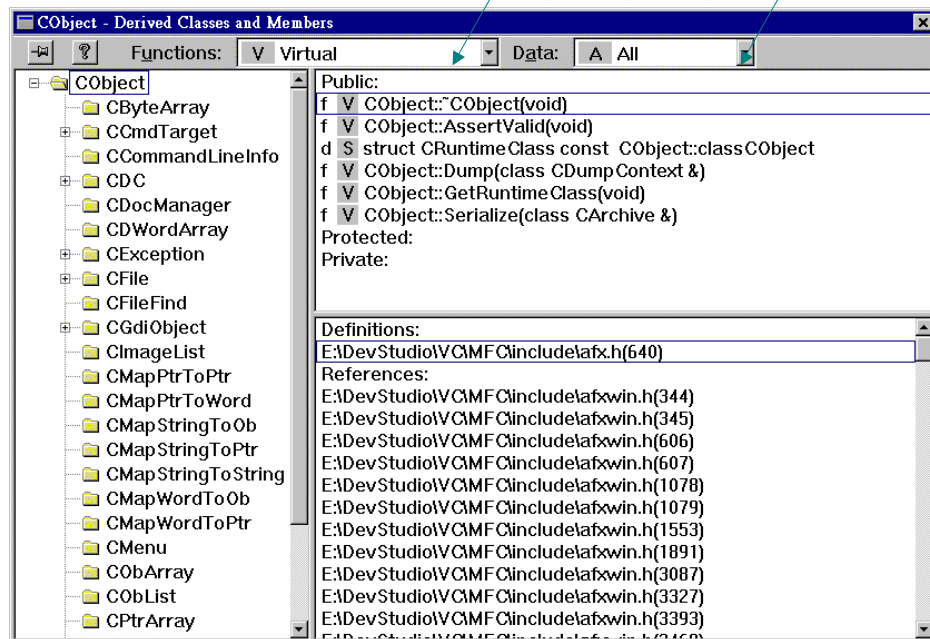 CObject - Derived Classes and Members
Functions: V Virtual Data: A All
CObject
CByteArray
CCmdTarget
CCommandLineInfo
CDC
CDocManager
CDWordArray
CException
CFile
CFileFind
CGdiObject
CImageList
CMapPtrToPtr
CMapPtrToWord
CMapStringToOb
CMapStringToPtr
CMapStringToString
CMapWordToOb
CMapWordToPtr
CMenu
CObArray
CObList
CPtrArray
Public:
f V CObject::~CObject(void)
f V CObject::AssertValid(void)
d S struct CRuntimeClass const CObject::classCObject
f V CObject::Dump(class CDumpContext &)
f V CObject::GetRuntimeClass(void)
f V CObject::Serialize(class CArchive &)
Protected:
Private:
Definitions:
E:\DevStudio\VC\MFC\include\afx.h(640)
References:
E:\DevStudio\VC\MFC\include\afxwin.h(344)
E:\DevStudio\VC\MFC\include\afxwin.h(345)
E:\DevStudio\VC\MFC\include\afxwin.h(606)
E:\DevStudio\VC\MFC\include\afxwin.h(607)
E:\DevStudio\VC\MFC\include\afxwin.h(1078)
E:\DevStudio\VC\MFC\include\afxwin.h(1079)
E:\DevStudio\VC\MFC\include\afxwin.h(1553)
E:\DevStudio\VC\MFC\include\afxwin.h(1891)
E:\DevStudio\VC\MFC\include\afxwin.h(3087)
E:\DevStudio\VC\MFC\include\afxwin.h(3327)
E:\DevStudio\VC\MFC\include\afxwin.h(3393)